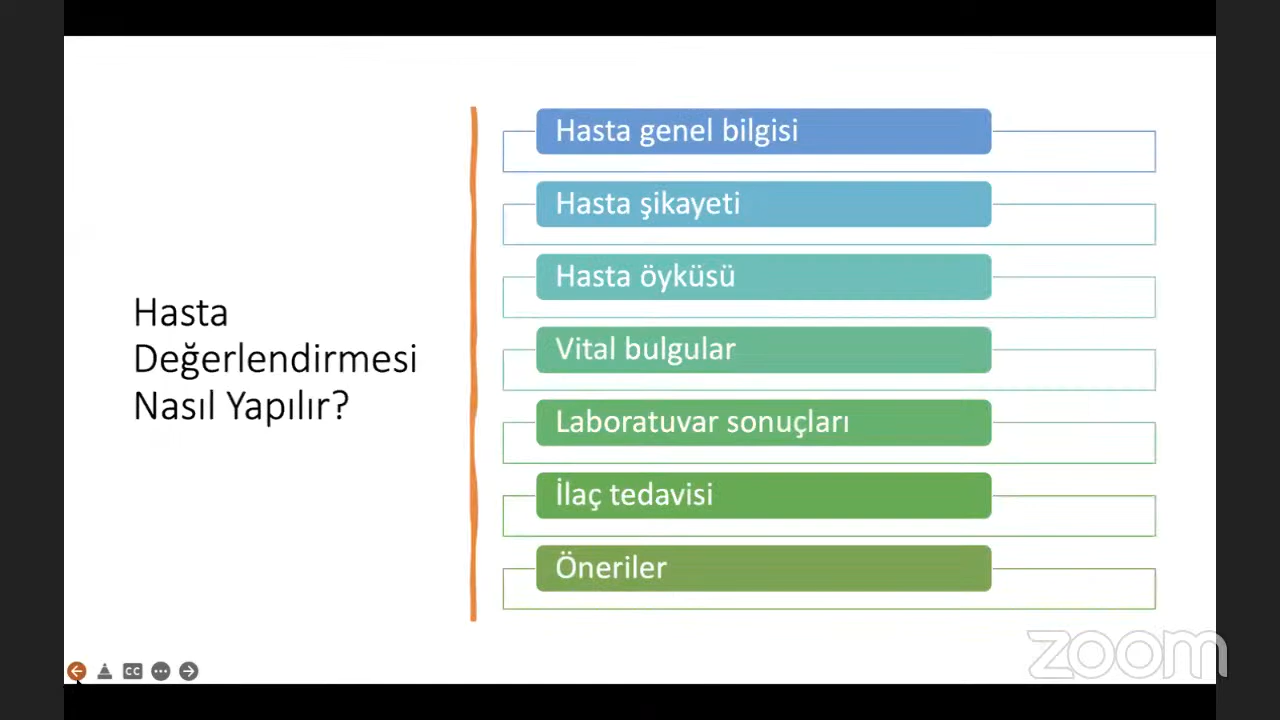 Hasta
Değerlendirmesi
Nasıl Yapılır?
Hasta genel bilgisi
Hasta şikayeti
Hasta öyküsü
Vital bulgular
Laboratuvar sonuçları
İlaç tedavisi
Öneriler
CC
zoom